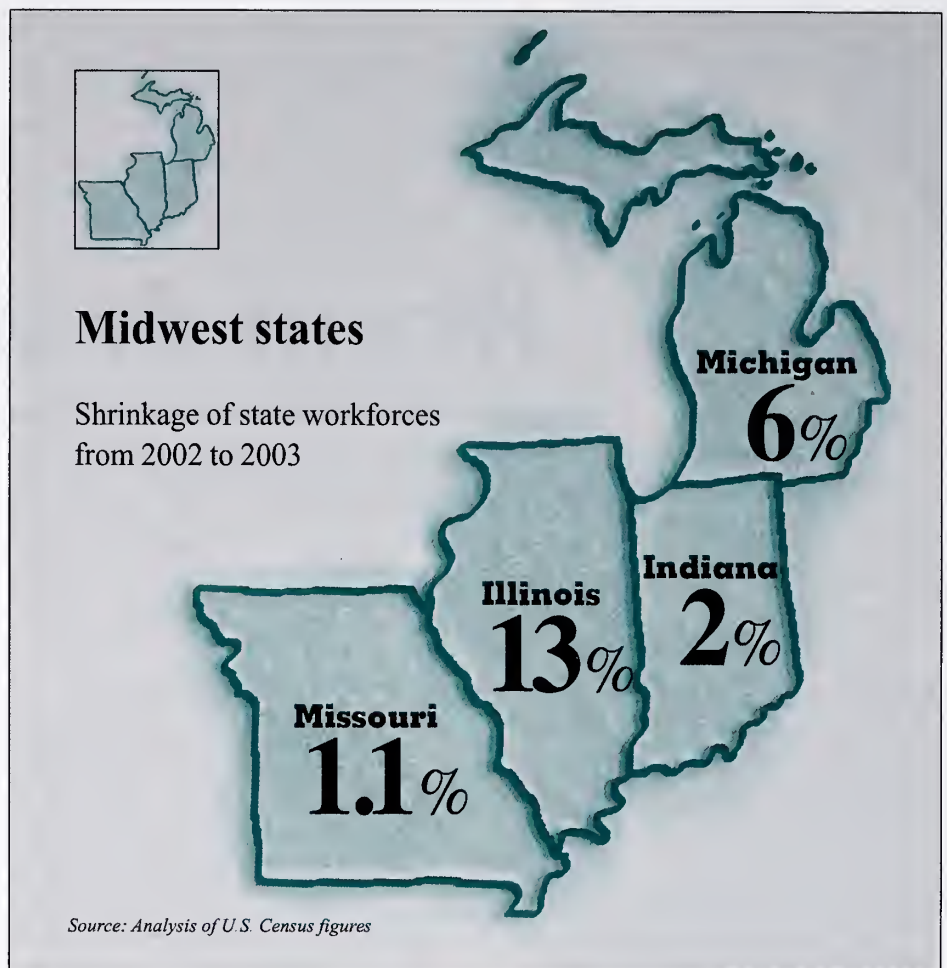 Midwest states
Shrinkage of state workforces
from 2002 to 2003
Michigan
6%
Indiana
2%
Illinois
13%
Missouri
1.1%
Source: Analysis of U.S. Census figures